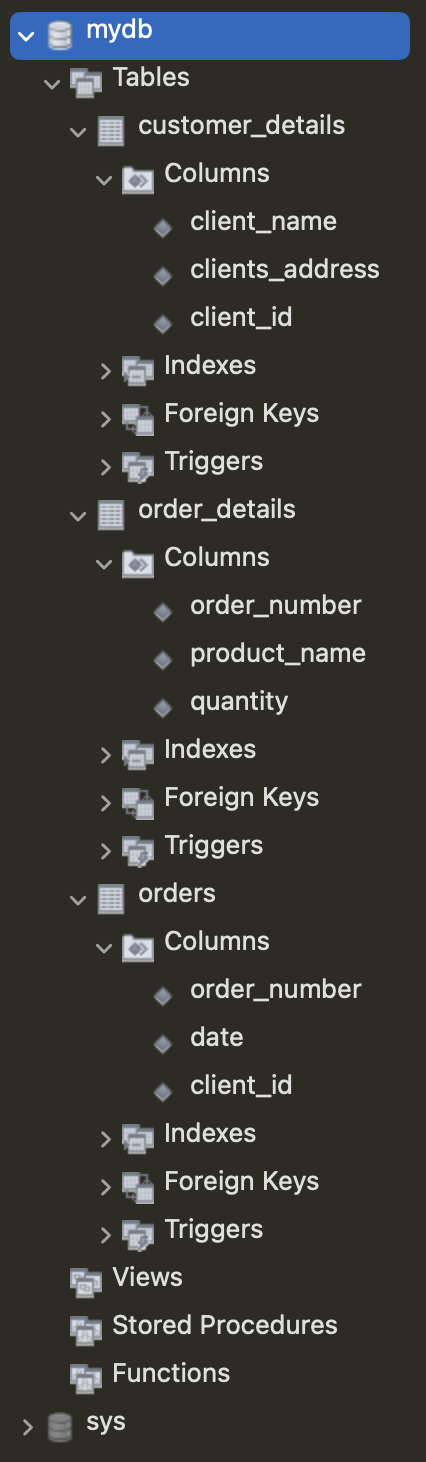 mydb
Tables
customer_details
Columns
client_name
clients_address
client_id
Indexes
Foreign Keys
Triggers
order_details
Columns
order_number
product_name
quantity
Indexes
Foreign Keys
Triggers
orders
Columns
order_number
date
client_id
Indexes
Foreign Keys
Triggers
Views
Stored Procedures
Functions
sys